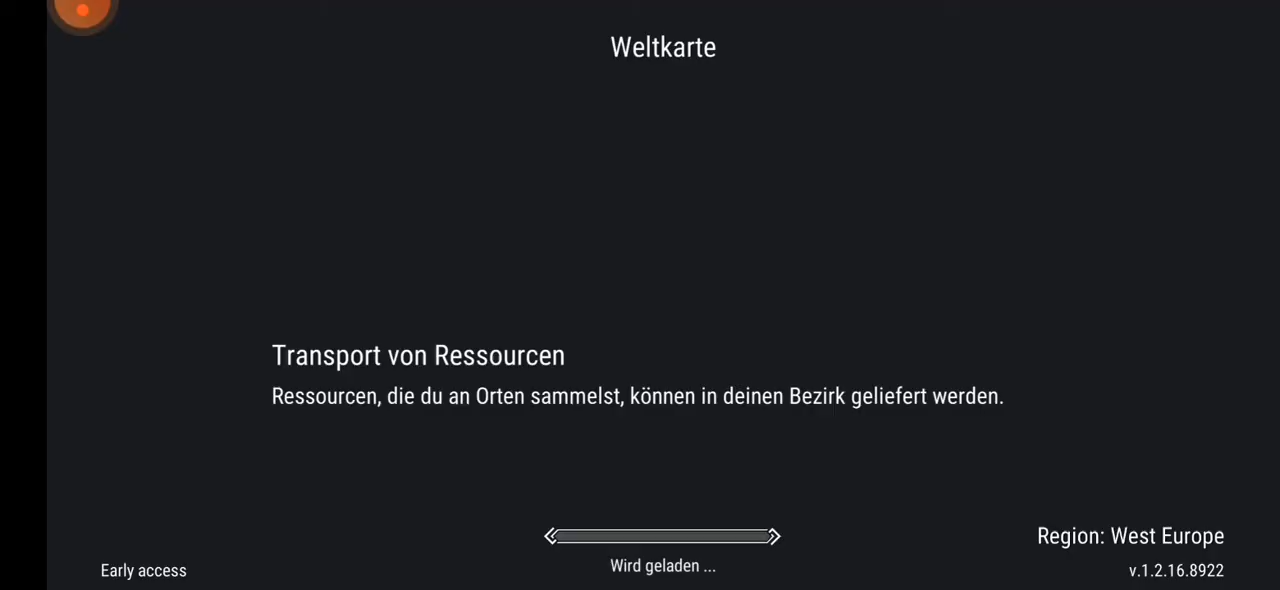 Weltkarte
Transport von Ressourcen
Ressourcen, die du an Orten sammelst, können in deinen Bezirk geliefert werden.
Region: West Europe
Wird geladen ...
Early access
v.1.2.16.8922